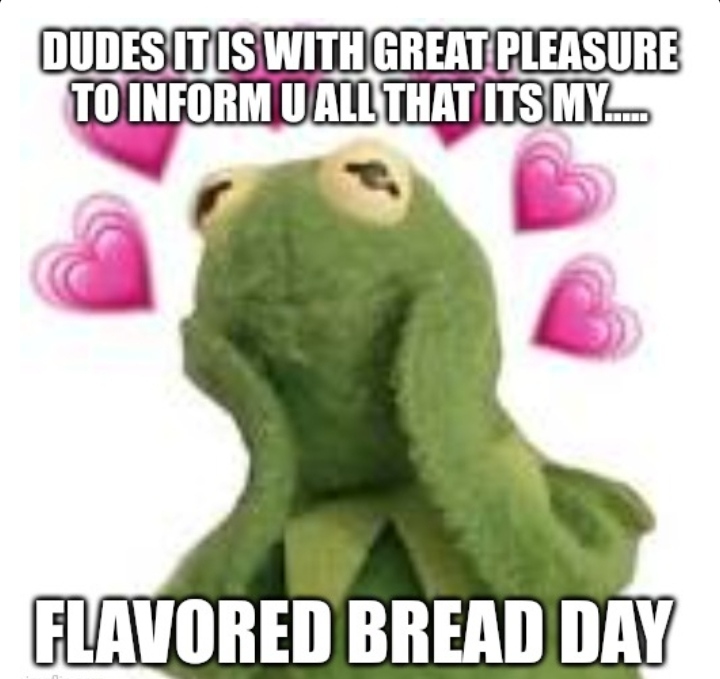 DUDES IT IS WITH GREAT PLEASURE
TO INFORM U ALL THAT ITS MY.....
FLAVORED BREAD DAY